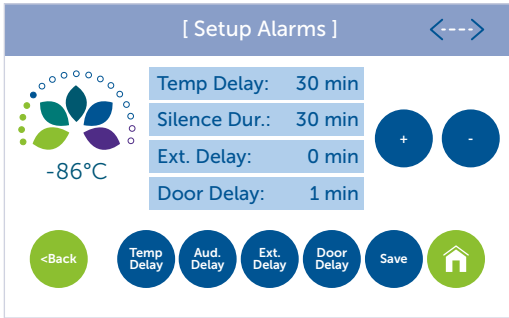 [ Setup Alarms ]
<---->
Temp Delay: 30 min
Silence Dur.: 30 min
Ext. Delay: 0 min
Door Delay: 1 min
+ -
-86°C
<Back
Temp
Delay
Aud.
Delay
Ext.
Delay
Door
Delay
Save